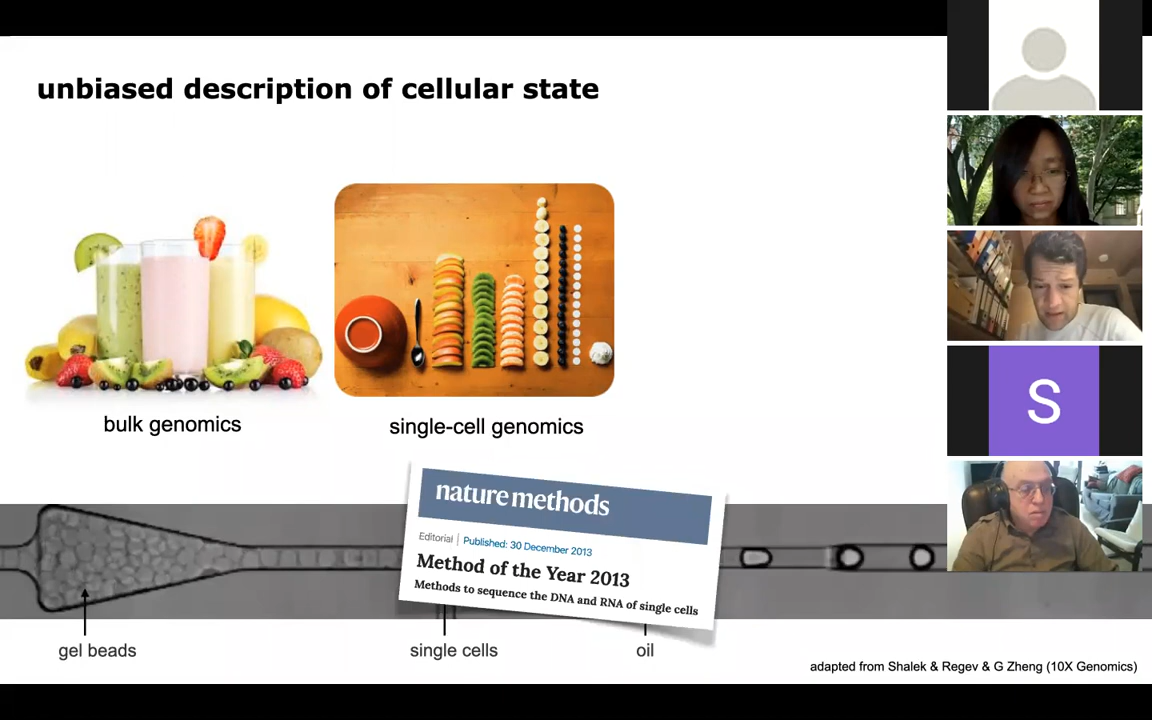 unbiased description of cellular state
bulk genomics
single-cell genomics
nature methods
Editorial | Published: 30 December 2013
Method of the Year 2013
Methods to sequence the DNA and RNA of single cells
gel beads
single cells
oil
adapted from Shalek & Regev & G Zheng (10X Genomics)
S